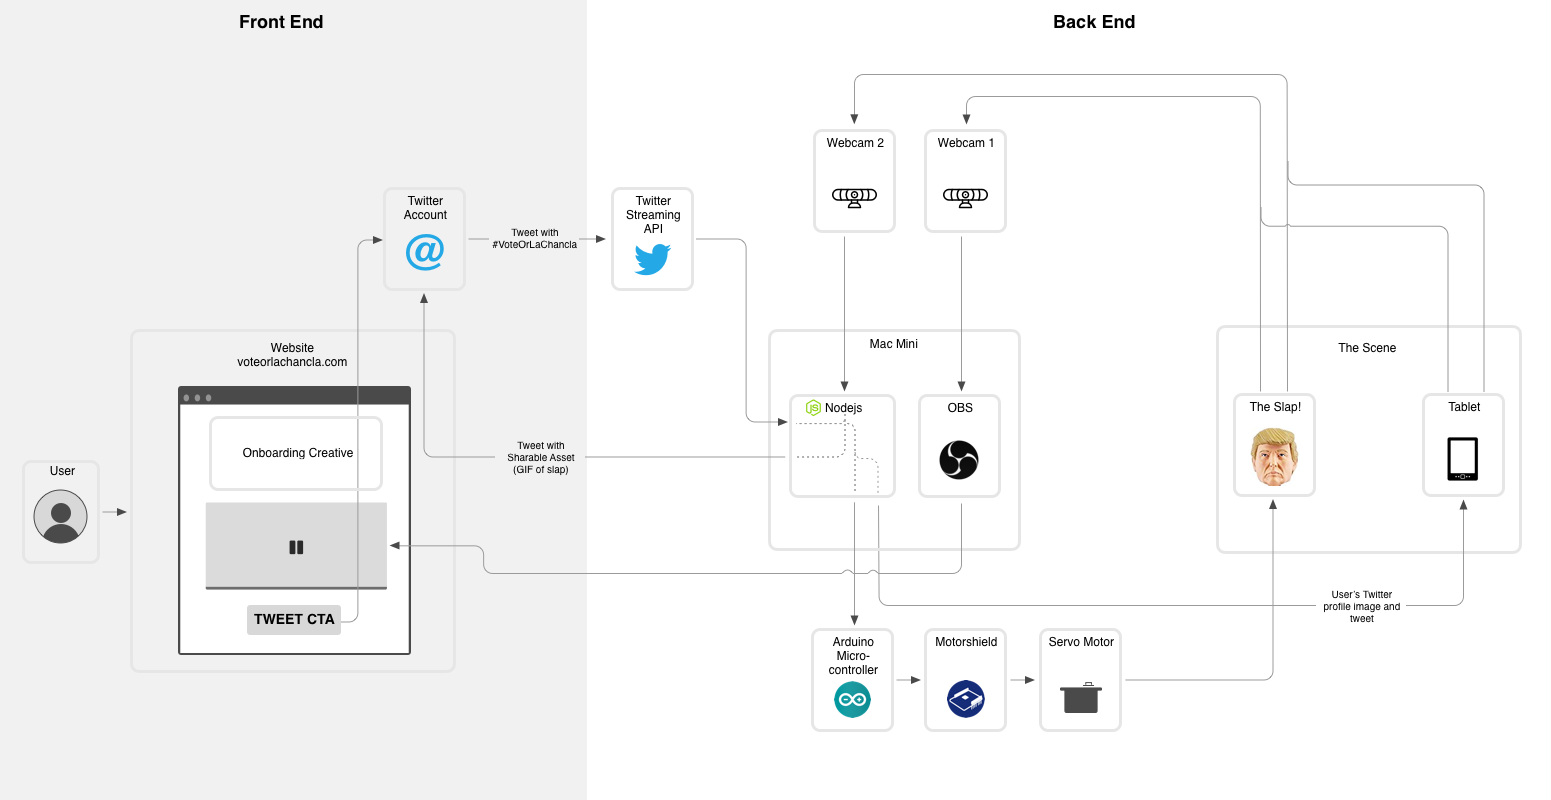 Front End
Back End
Webcam 2
Webcam 1
Twitter
Account
@
Tweet with
#VoteOrLaChancla
Twitter
Streaming
API
Website
voteorlachancla.com
Mac Mini
The Scene
JS Nodejs
OBS
The Slap!
Tablet
Onboarding Creative
Tweet with
Sharable Asset
(GIF of slap)
User
TWEET CTA
User's Twitter
profile image and
tweet
Arduino
Micro-
controller
Motorshield
Servo Motor